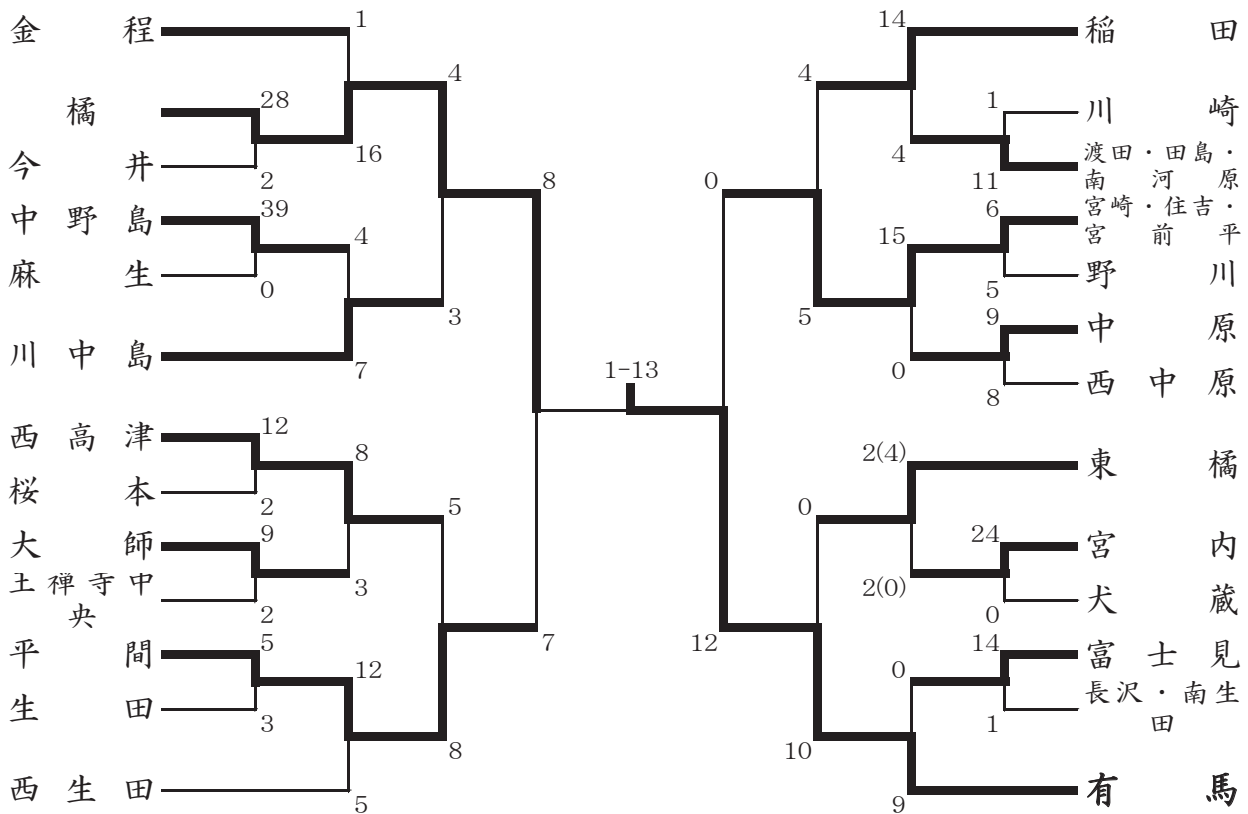 金程
橘
今井
中野島
麻生
川中島
西高津
桜本
大師
王禅寺中
央
平間
生田
西生田
1
28
2
16
39
0
4
7
12
2
9
2
8
3
5
3
12
5
4
3
5
8
8
7
1-13
0
12
4
5
0
10
14
4
15
0
2(4)
2(0)
0
9
1
11
6
5
9
8
24
0
14
1
稲田
川崎
渡田・田島・
南河原
宮崎・住吉・
宮前平
野川
中原
西中原
東橘
宮内
犬蔵
富士見
長沢・南生
田
有馬